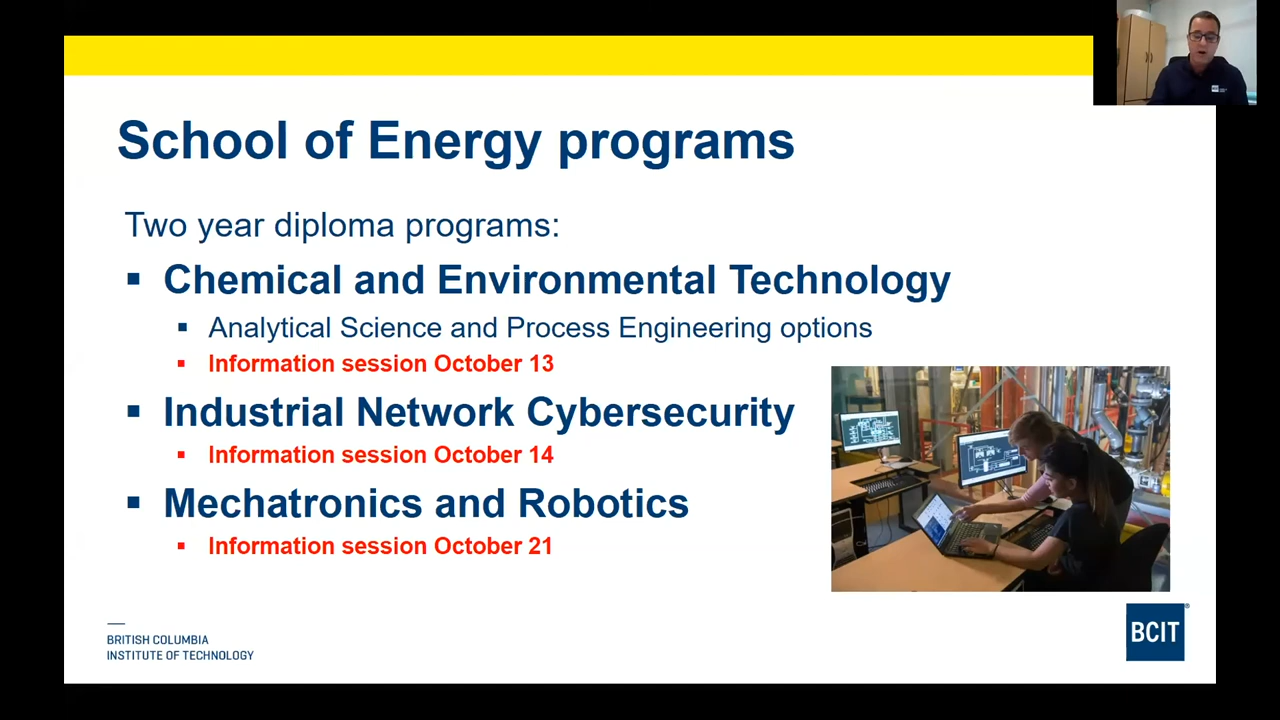 School of Energy programs
Two year diploma programs:
▪ Chemical and Environmental Technology
▪ Analytical Science and Process Engineering options
▪ Information session October 13
▪ Industrial Network Cybersecurity
▪ Information session October 14
▪ Mechatronics and Robotics
▪ Information session October 21
BRITISH COLUMBIA
INSTITUTE OF TECHNOLOGY
BCIT®